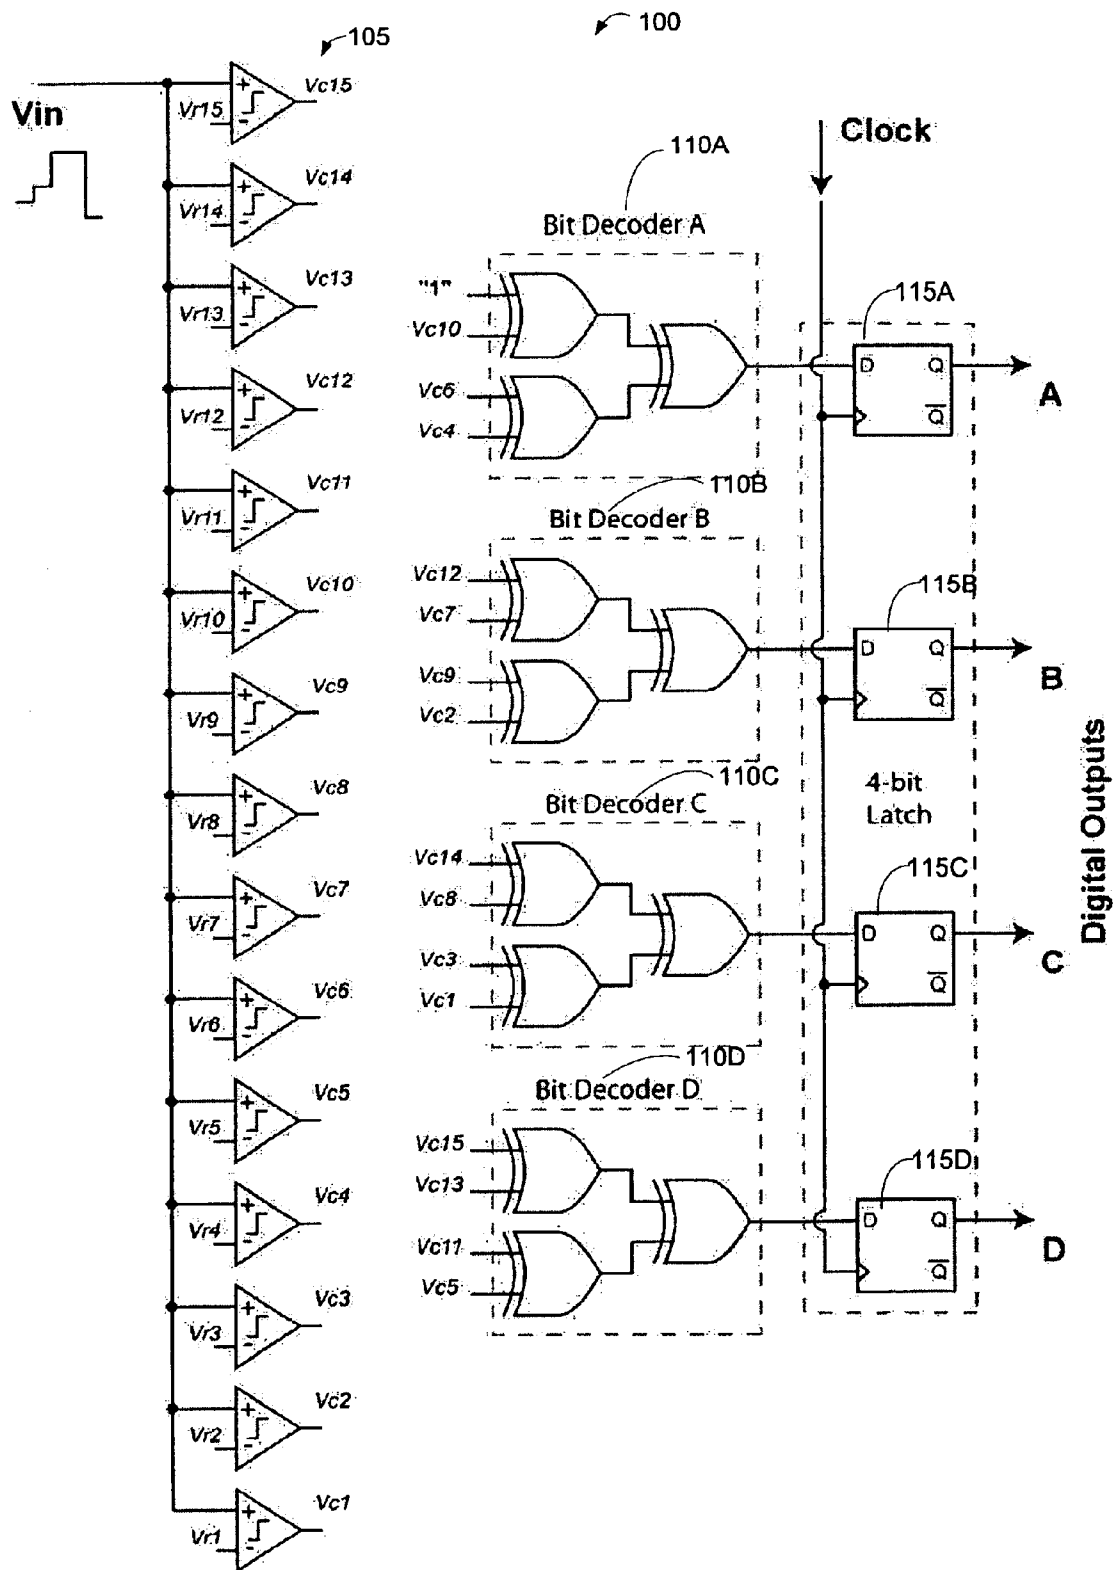 100
105
Vin
Vc15
Vr15
+
-
Vc14
Vr14
+
-
Vc13
Vr13
+
-
Vc12
Vr12
+
-
Vc11
Vr11
+
-
Vc10
Vr10
+
-
Vc9
Vr9
+
-
Vc8
Vr8
+
-
Vc7
Vr7
+
-
Vc6
Vr6
+
-
Vc5
Vr5
+
-
Vc4
Vr4
+
-
Vc3
Vr3
+
-
Vc2
Vr2
+
-
Vc1
Vr1
+
-
110A
Bit Decoder A
"1"
Vc10
Vc6
Vc4
110B
Bit Decoder B
Vc12
Vc7
Vc9
Vc2
110C
Bit Decoder C
Vc14
Vc8
Vc3
Vc1
110D
Bit Decoder D
Vc15
Vc13
Vc11
Vc5
Clock
115A
D Q
Q
A
115B
D Q
Q
B
4-bit
Latch
115C
D Q
Q
C
115D
D Q
Q
D
Digital Outputs